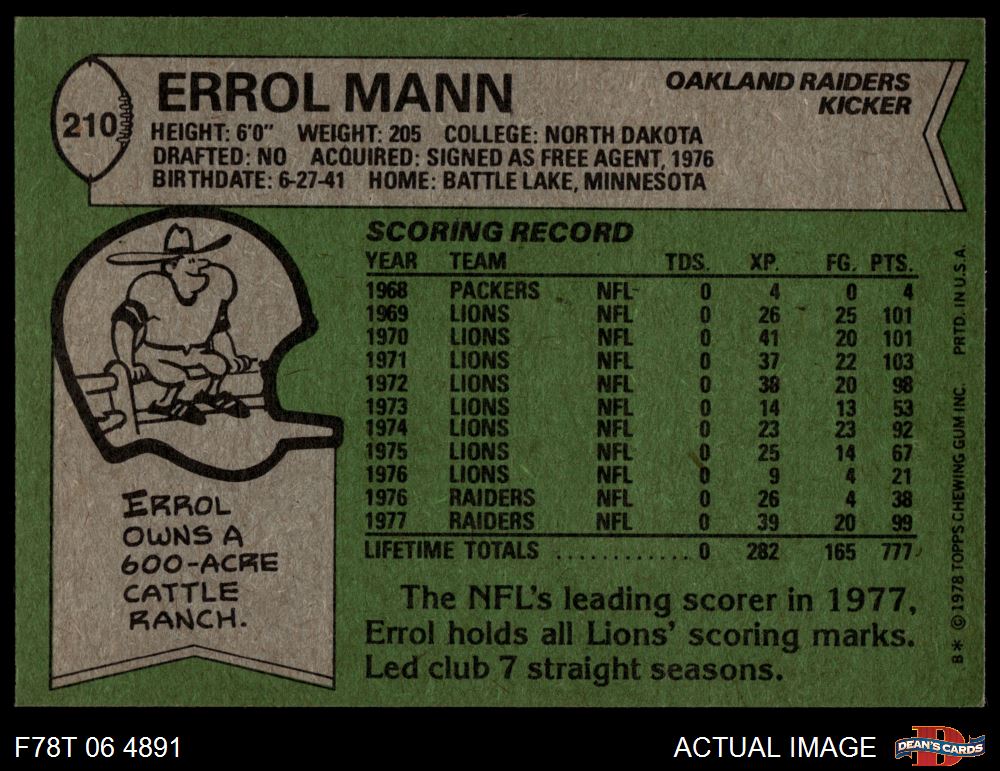 210
ERROL MANN
OAKLAND RAIDERS
KICKER
HEIGHT: 6'0" WEIGHT: 205 COLLEGE: NORTH DAKOTA
DRAFTED: NO ACQUIRED: SIGNED AS FREE AGENT, 1976
BIRTHDATE: 6-27-41 HOME: BATTLE LAKE, MINNESOTA
SCORING RECORD
YEAR TEAM TDS. XP. FG. PTS.
1968 PACKERS NFL 0 4 0 4
1969 LIONS NFL 0 26 25 101
1970 LIONS NFL 0 41 20 101
1971 LIONS NFL 0 37 22 103
1972 LIONS NFL 0 38 20 98
1973 LIONS NFL 0 14 13 53
1974 LIONS NFL 0 23 23 92
1975 LIONS NFL 0 25 14 67
1976 LIONS NFL 0 9 4 21
1976 RAIDERS NFL 0 26 4 38
1977 RAIDERS NFL 0 39 20 99
LIFETIME TOTALS ............ 0 282 165 777
The NFL's leading scorer in 1977,
Errol holds all Lions' scoring marks.
Led club 7 straight seasons.
ERROL
OWNS A
600-ACRE
CATTLE
RANCH.
B* © 1978 TOPPS CHEWING GUM INC. PRTD. IN U.S.A.
F78T 06 4891
ACTUAL IMAGE
D
DEAN'S CARDS